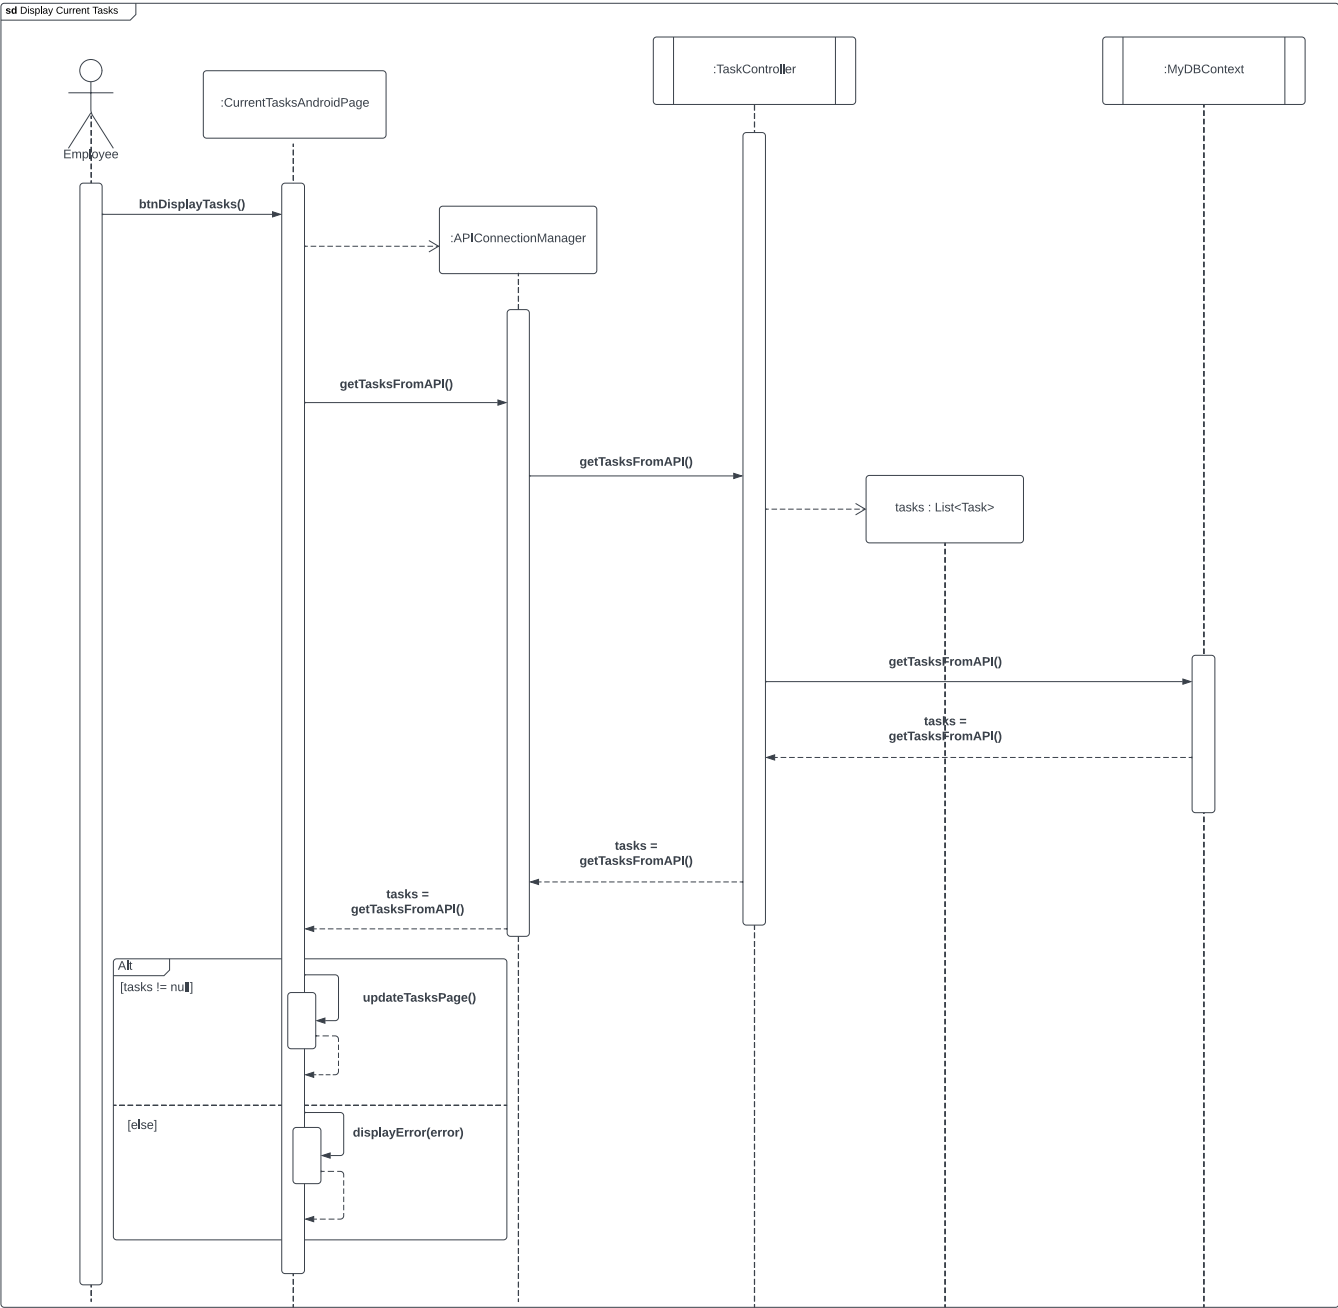 sd Display Current Tasks
:TaskController
:MyDBContext
:CurrentTasksAndroidPage
Employee
btnDisplayTasks()
:APIConnectionManager
getTasksFromAPI()
getTasksFromAPI()
tasks : List<Task>
getTasksFromAPI()
tasks =
getTasksFromAPI()
tasks =
getTasksFromAPI()
tasks =
getTasksFromAPI()
Alt
[tasks != null]
updateTasksPage()
[else]
displayError(error)